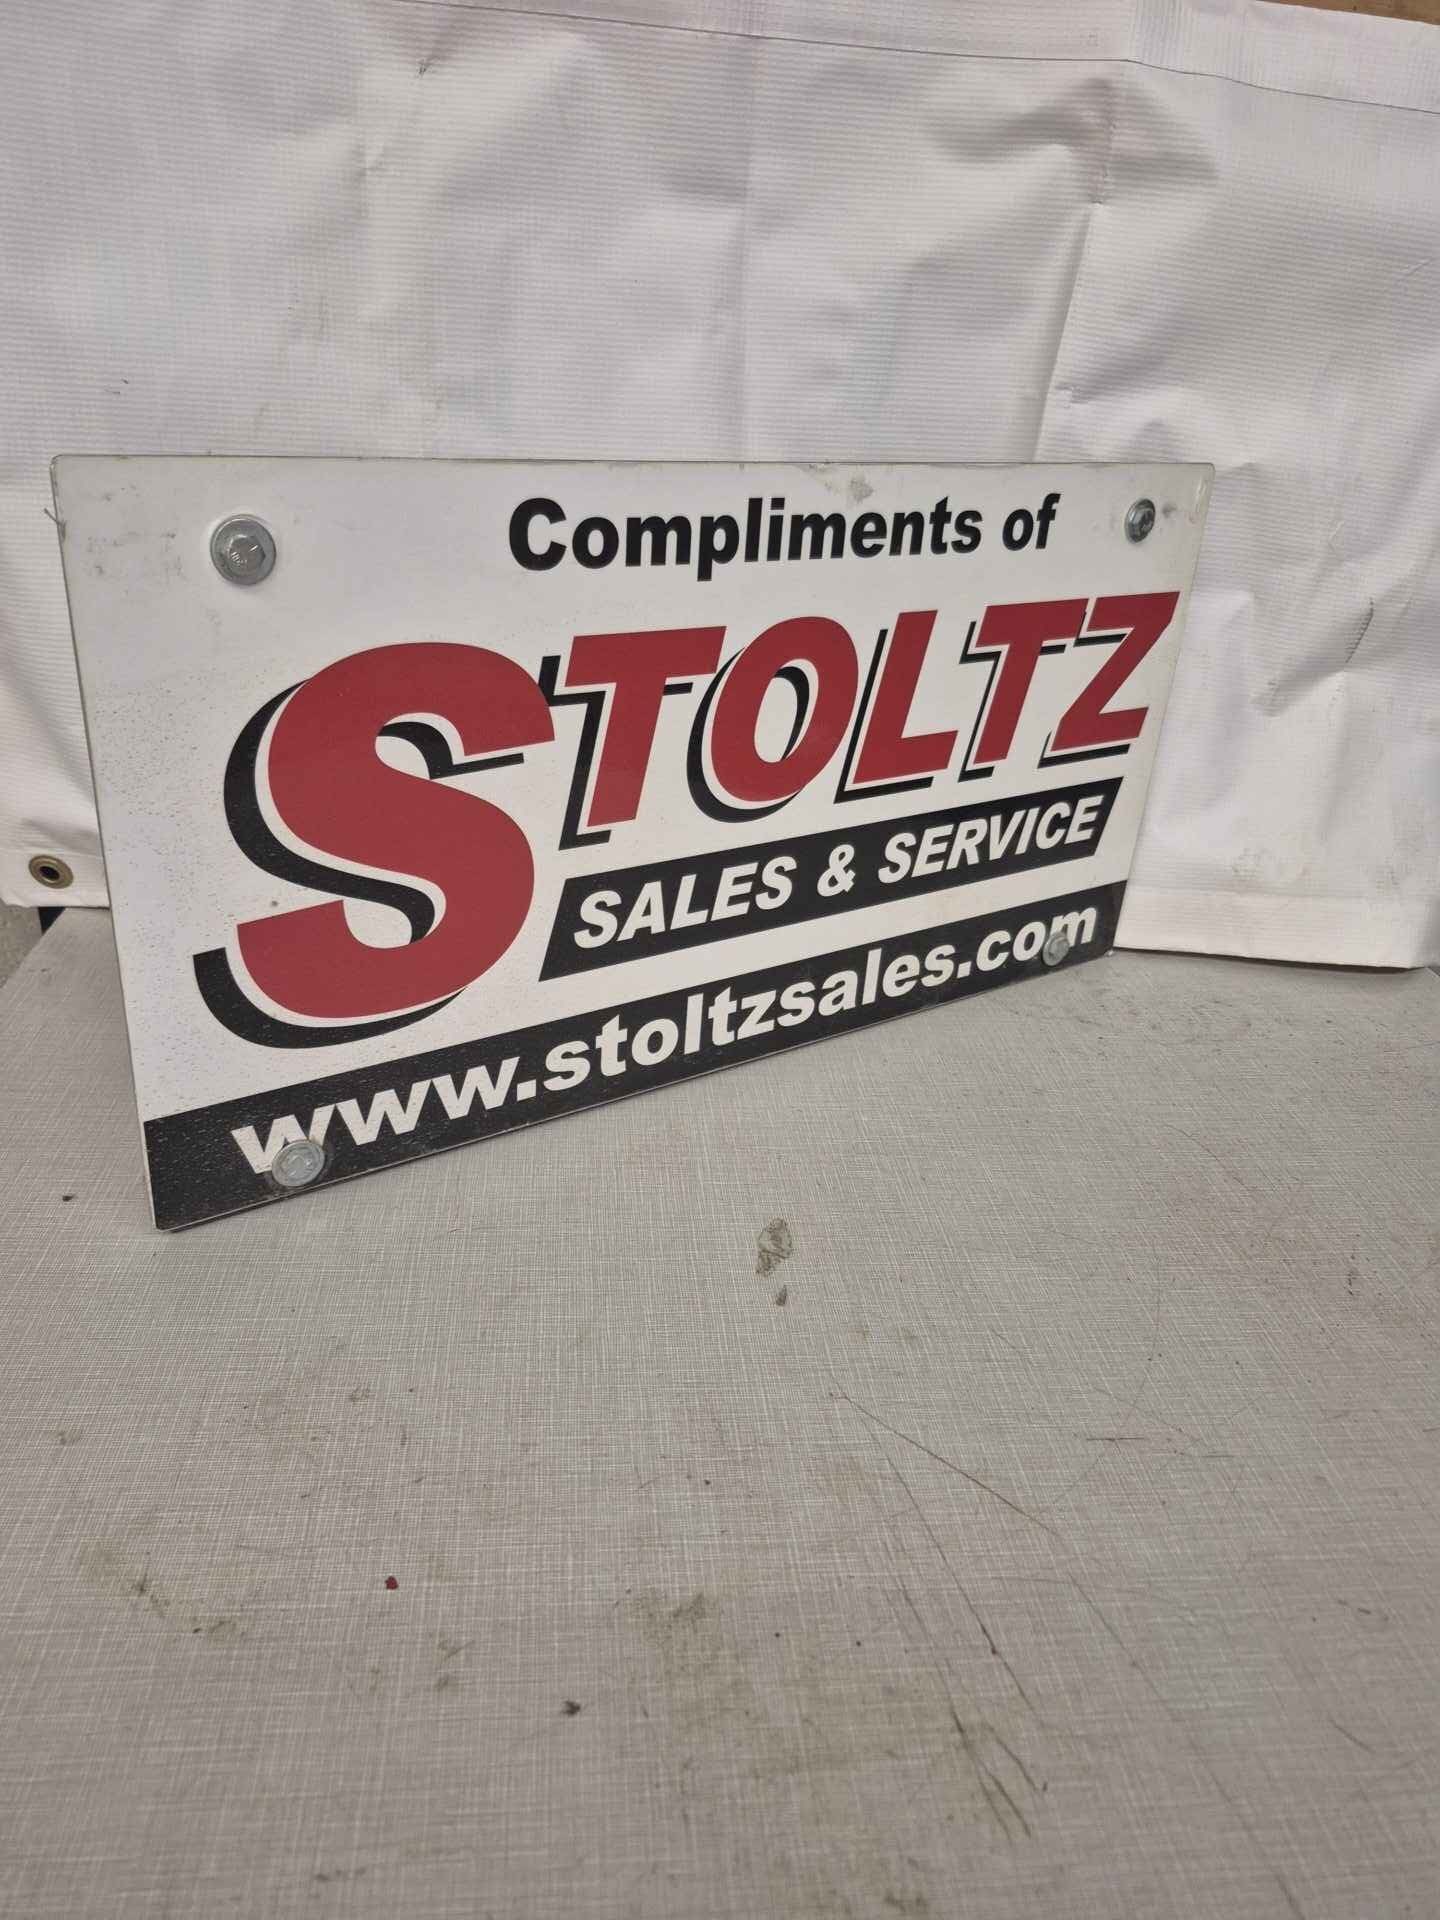 Compliments of
STOLTZ
SALES & SERVICE
www.stoltzsales.com